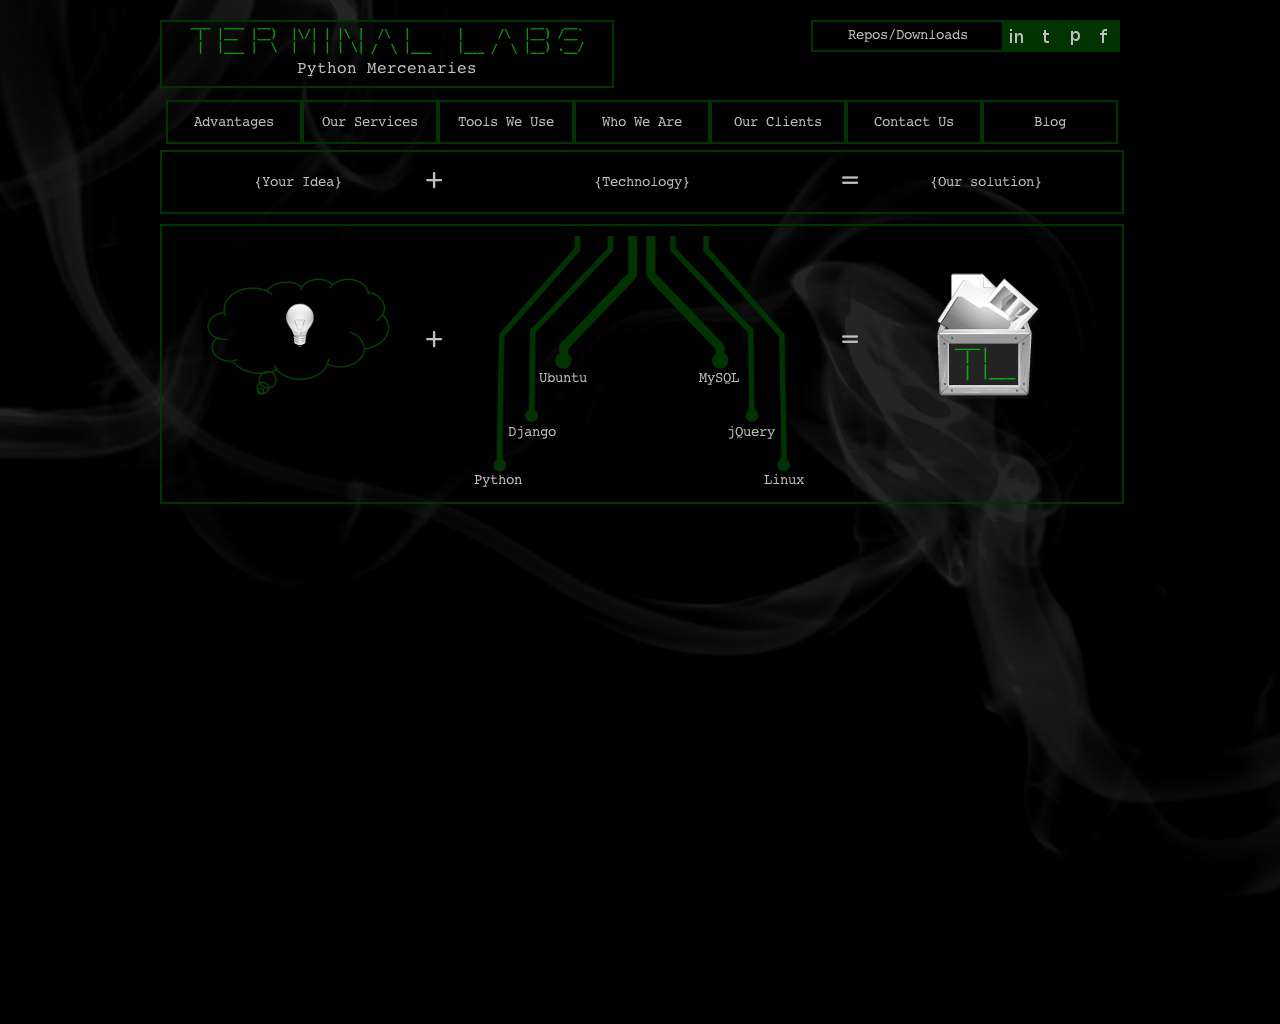 TERMINAL LABS
Python Mercenaries
Repos/Downloads in t p f
Advantages Our Services Tools We Use Who We Are Our Clients Contact Us Blog
{Your Idea} + {Technology} = {Our solution}
+ =
TL_
Ubuntu MySQL
Django jQuery
Python Linux